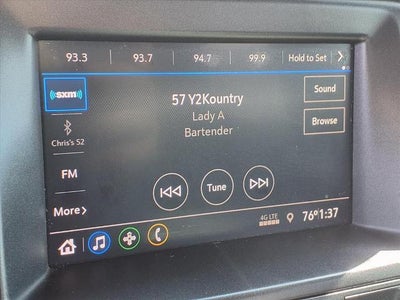 93.3 93.7 94.7 99.9 Hold to Set
((sxm))
57 Y2Kountry
Sound
Lady A
Bartender
Browse
Chris's S2
FM
Tune
More
4G LTE
76° 1:37